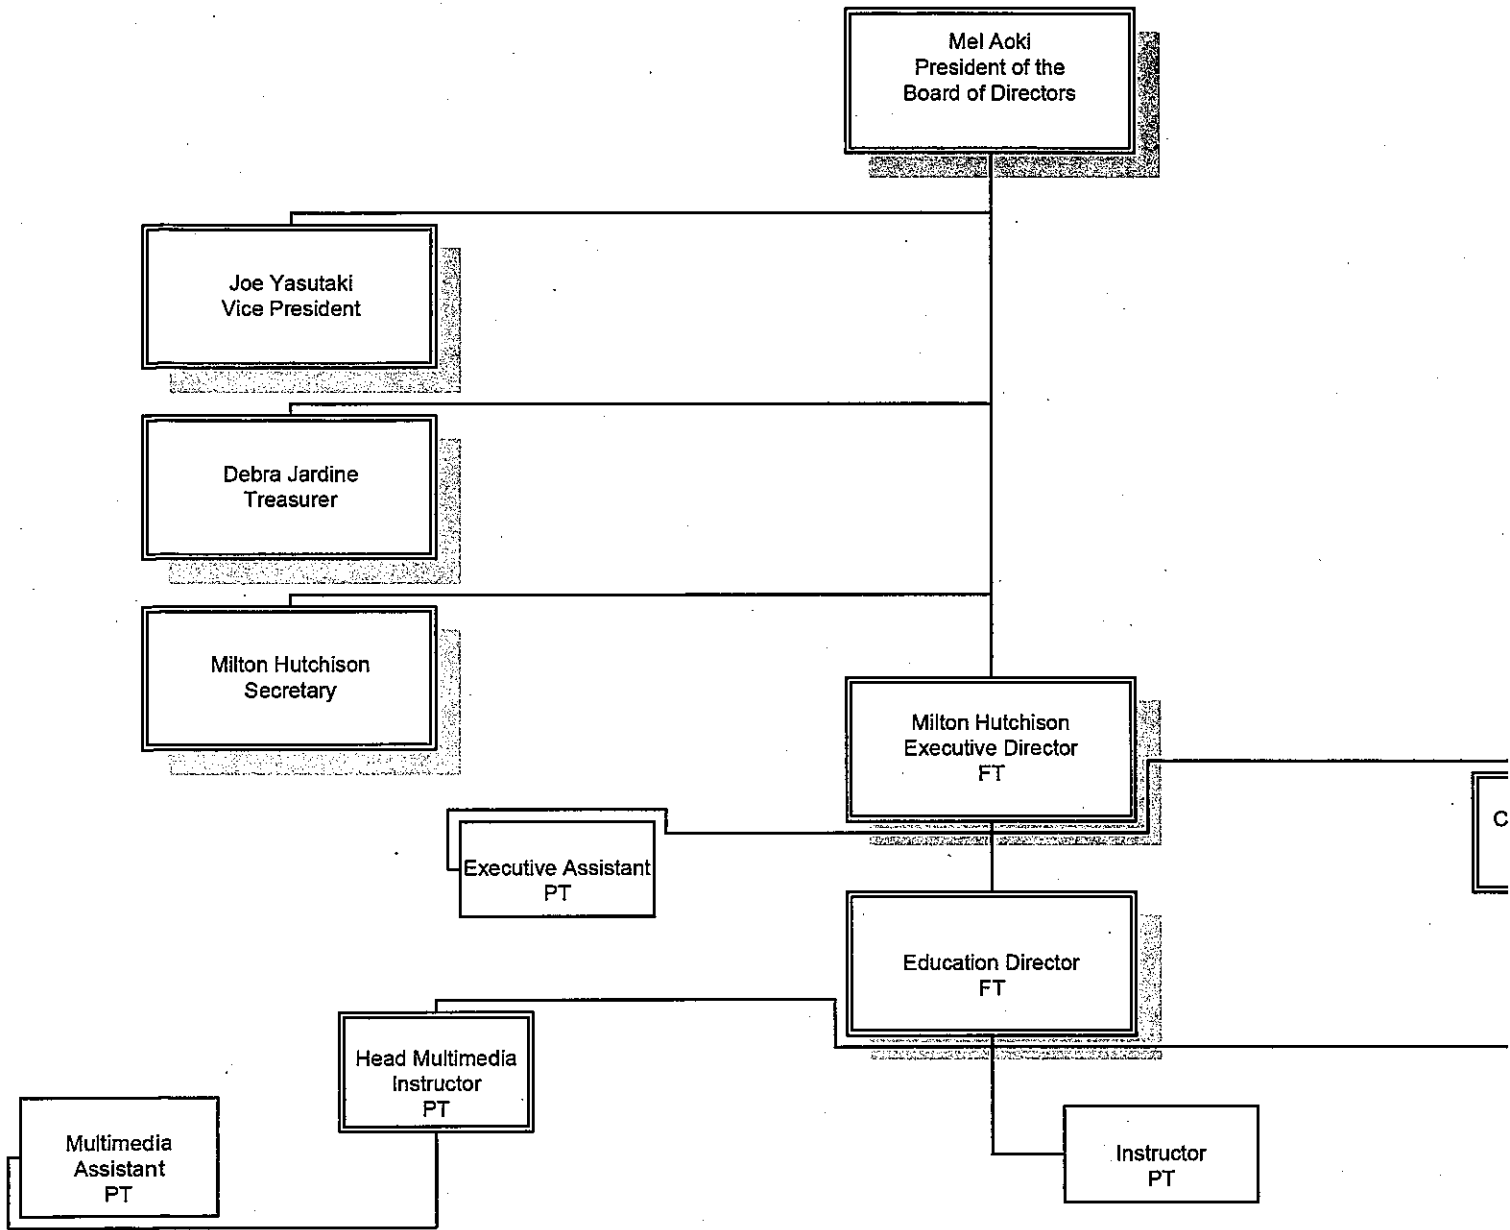 Mel Aoki
President of the
Board of Directors
Joe Yasutaki
Vice President
Debra Jardine
Treasurer
Milton Hutchison
Secretary
Milton Hutchison
Executive Director
FT
C
Executive Assistant
PT
Education Director
FT
Head Multimedia
Instructor
PT
Multimedia
Assistant
PT
Instructor
PT